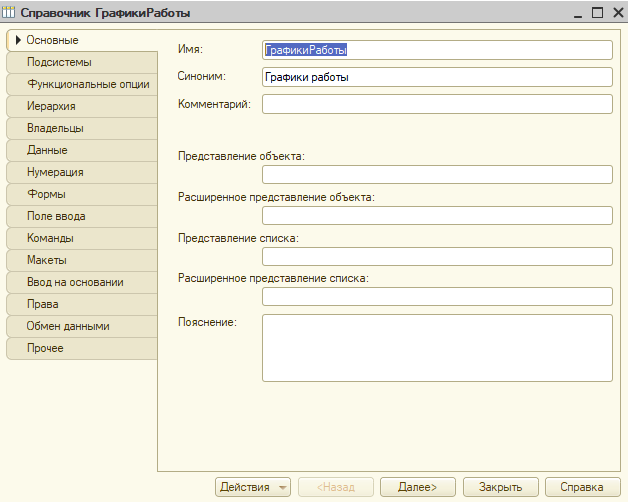 Справочник ГрафикиРаботы
Основные
Подсистемы
Функциональные опции
Иерархия
Владельцы
Данные
Нумерация
Формы
Поле ввода
Команды
Макеты
Ввод на основании
Права
Обмен данными
Прочее
Имя: ГрафикиРаботы
Синоним: Графики работы
Комментарий:
Представление объекта:
Расширенное представление объекта:
Представление списка:
Расширенное представление списка:
Пояснение:
Действия <Назад Далее> Закрыть Справка